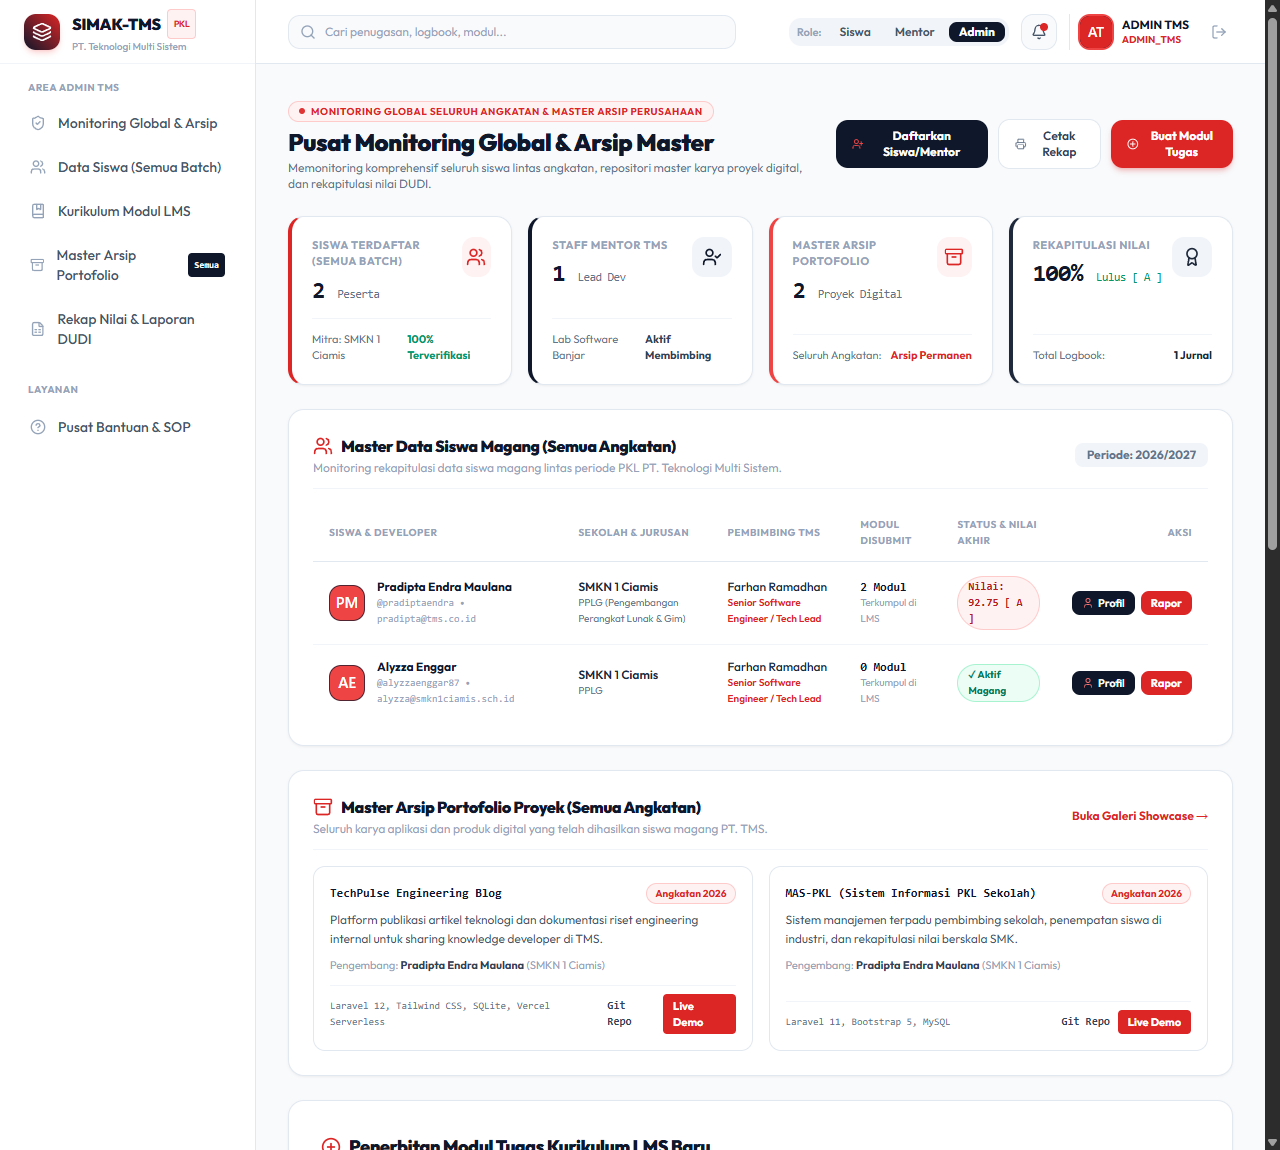 SIMAK-TMS PKL
PT. Teknologi Multi Sistem
Cari penugasan, logbook, modul...
Role: Siswa Mentor Admin
AT
ADMIN TMS
ADMIN_TMS
AREA ADMIN TMS
Monitoring Global & Arsip
Data Siswa (Semua Batch)
Kurikulum Modul LMS
Master Arsip
Portofolio
Semua
Rekap Nilai & Laporan
DUDI
LAYANAN
Pusat Bantuan & SOP
MONITORING GLOBAL SELURUH ANGKATAN & MASTER ARSIP PERUSAHAAN
Pusat Monitoring Global & Arsip Master
Memonitoring komprehensif seluruh siswa lintas angkatan, repositori master karya proyek digital,
dan rekapitulasi nilai DUDI.
Daftarkan
Siswa/Mentor
Cetak
Rekap
Buat Modul
Tugas
SISWA TERDAFTAR
(SEMUA BATCH)
2 Peserta
Mitra: SMKN 1
Ciamis
100%
Terverifikasi
STAFF MENTOR TMS
1 Lead Dev
Lab Software
Banjar
Aktif
Membimbing
MASTER ARSIP
PORTOFOLIO
2 Proyek Digital
Seluruh Angkatan: Arsip Permanen
REKAPITULASI NILAI
100% Lulus [ A ]
Total Logbook: 1 Jurnal
Master Data Siswa Magang (Semua Angkatan)
Monitoring rekapitulasi data siswa magang lintas periode PKL PT. Teknologi Multi Sistem.
Periode: 2026/2027
SISWA & DEVELOPER
SEKOLAH & JURUSAN
PEMBIMBING TMS
MODUL
DISUBMIT
STATUS & NILAI
AKHIR
AKSI
PM
Pradipta Endra Maulana
@pradiptaendra •
pradipta@tms.co.id
SMKN 1 Ciamis
PPLG (Pengembangan
Perangkat Lunak & Gim)
Farhan Ramadhan
Senior Software
Engineer / Tech Lead
2 Modul
Terkumpul di
LMS
Nilai:
92.75 [ A
]
Profil
Rapor
AE
Alyzza Enggar
@alyzzaenggar87 •
alyzza@smkn1ciamis.sch.id
SMKN 1 Ciamis
PPLG
Farhan Ramadhan
Senior Software
Engineer / Tech Lead
0 Modul
Terkumpul di
LMS
✓ Aktif
Magang
Profil
Rapor
Master Arsip Portofolio Proyek (Semua Angkatan)
Seluruh karya aplikasi dan produk digital yang telah dihasilkan siswa magang PT. TMS.
Buka Galeri Showcase →
TechPulse Engineering Blog
Angkatan 2026
Platform publikasi artikel teknologi dan dokumentasi riset engineering
internal untuk sharing knowledge developer di TMS.
Pengembang: Pradipta Endra Maulana (SMKN 1 Ciamis)
Laravel 12, Tailwind CSS, SQLite, Vercel
Serverless
Git
Repo
Live
Demo
MAS-PKL (Sistem Informasi PKL Sekolah)
Angkatan 2026
Sistem manajemen terpadu pembimbing sekolah, penempatan siswa di
industri, dan rekapitulasi nilai berskala SMK.
Pengembang: Pradipta Endra Maulana (SMKN 1 Ciamis)
Laravel 11, Bootstrap 5, MySQL
Git Repo
Live Demo
Penerbitan Modul Tugas Kurikulum LMS Baru